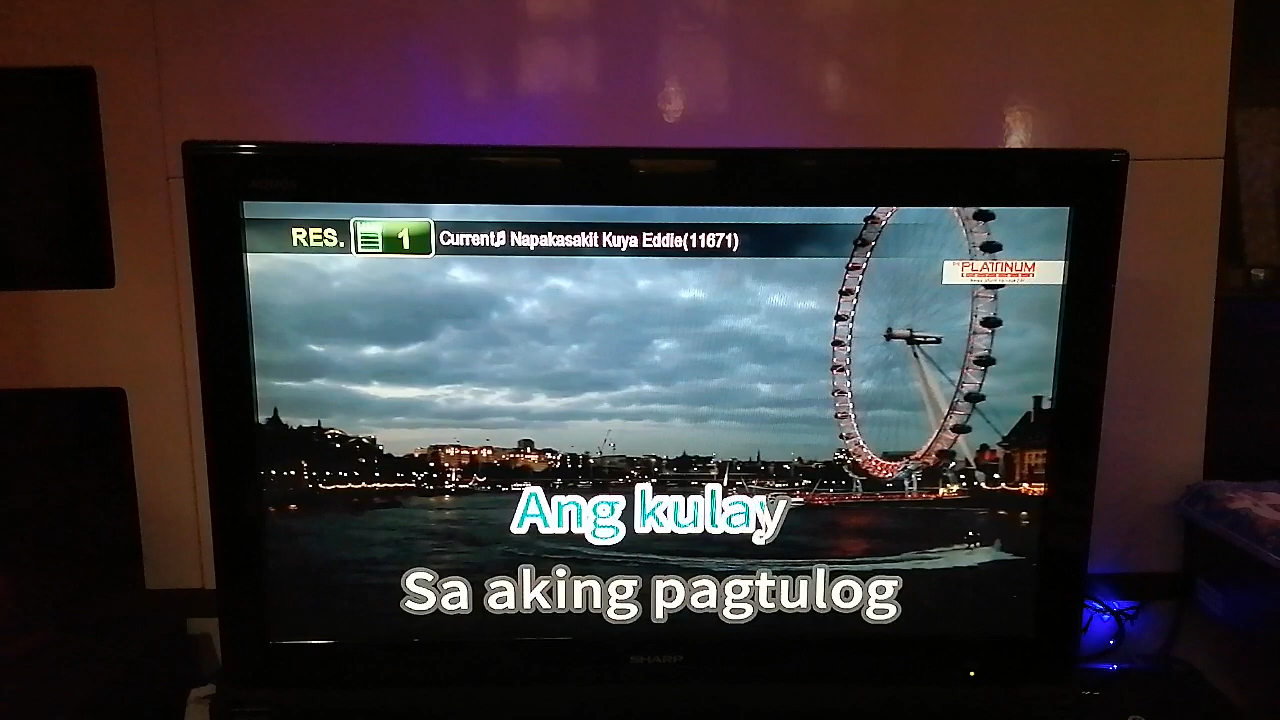 RES. 1 Current♬ Napakasakit Kuya Eddie(11671)
PLATINUM
Ang kulay
Sa aking pagtulog
SHARP